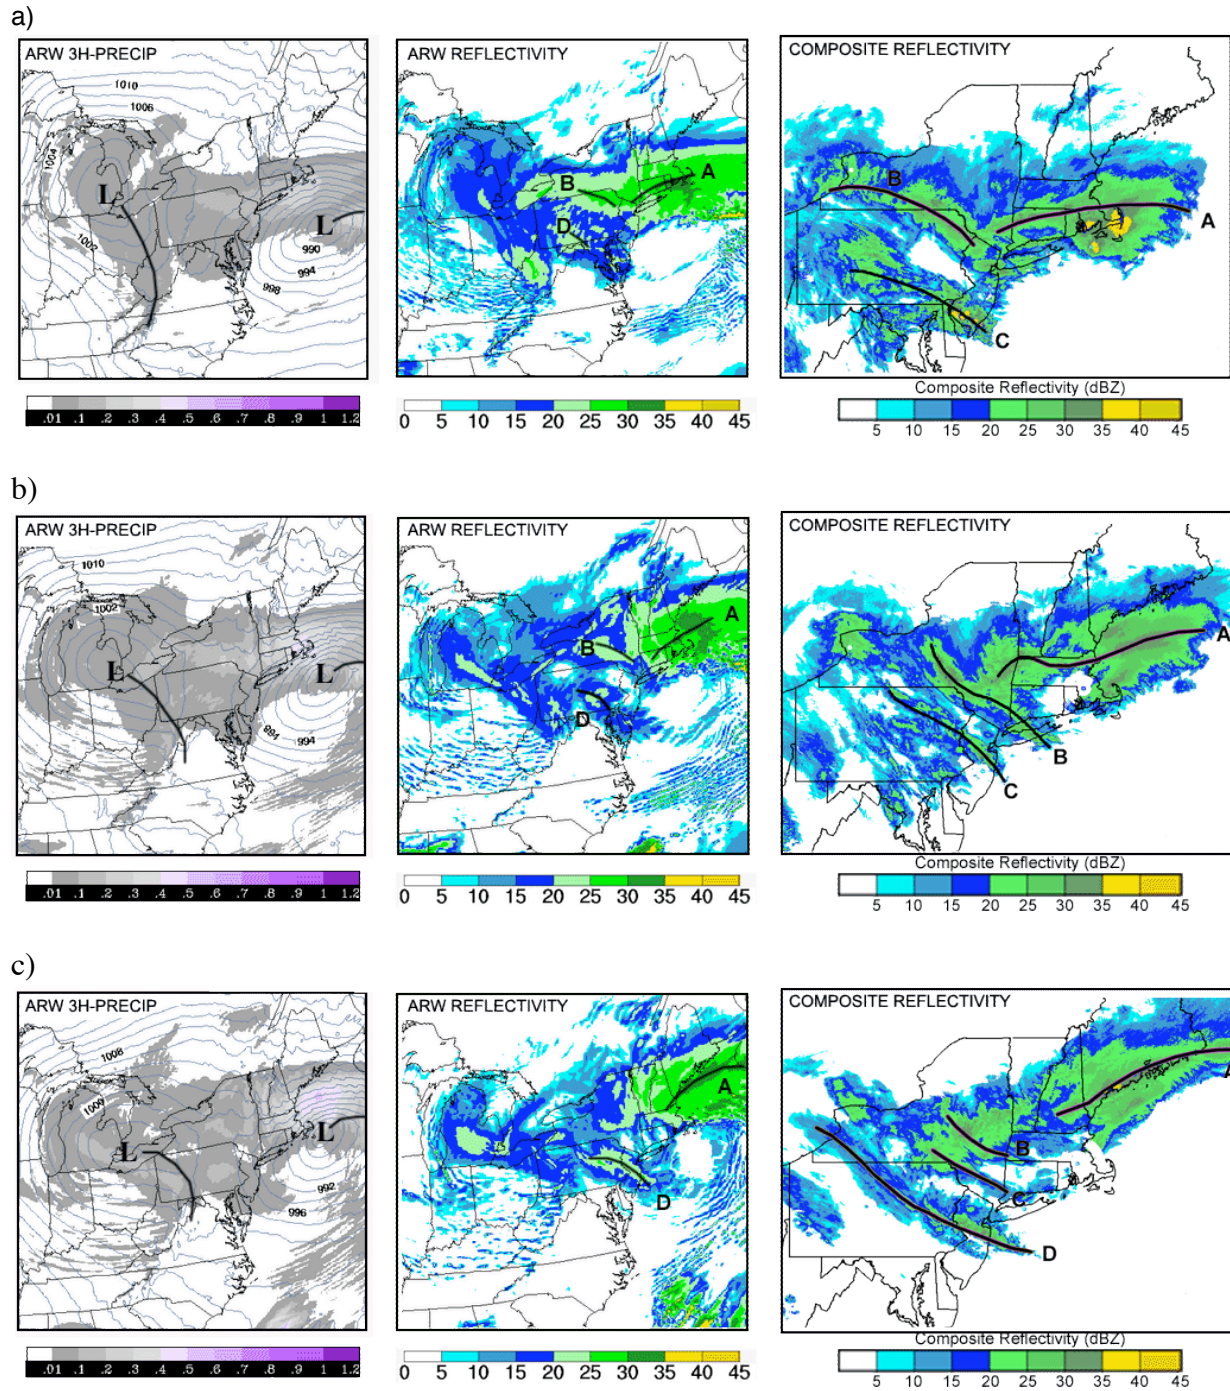 a)
ARW 3H-PRECIP
ARW REFLECTIVITY
COMPOSITE REFLECTIVITY
1010
1006
1004
L
1002
L
990
994
998
B
A
D
B
A
C
.01 .1 .2 .3 .4 .5 .6 .7 .8 .9 1 1.2
0 5 10 15 20 25 30 35 40 45
Composite Reflectivity (dBZ)
5 10 15 20 25 30 35 40 45
b)
ARW 3H-PRECIP
ARW REFLECTIVITY
COMPOSITE REFLECTIVITY
1010
1002
L
L
994
A
B
D
A
B
C
.01 .1 .2 .3 .4 .5 .6 .7 .8 .9 1 1.2
0 5 10 15 20 25 30 35 40 45
Composite Reflectivity (dBZ)
5 10 15 20 25 30 35 40 45
c)
ARW 3H-PRECIP
ARW REFLECTIVITY
COMPOSITE REFLECTIVITY
1008
L
L
992
996
A
D
A
B
C
D
.01 .1 .2 .3 .4 .5 .6 .7 .8 .9 1 1.2
0 5 10 15 20 25 30 35 40 45
Composite Reflectivity (dBZ)
5 10 15 20 25 30 35 40 45